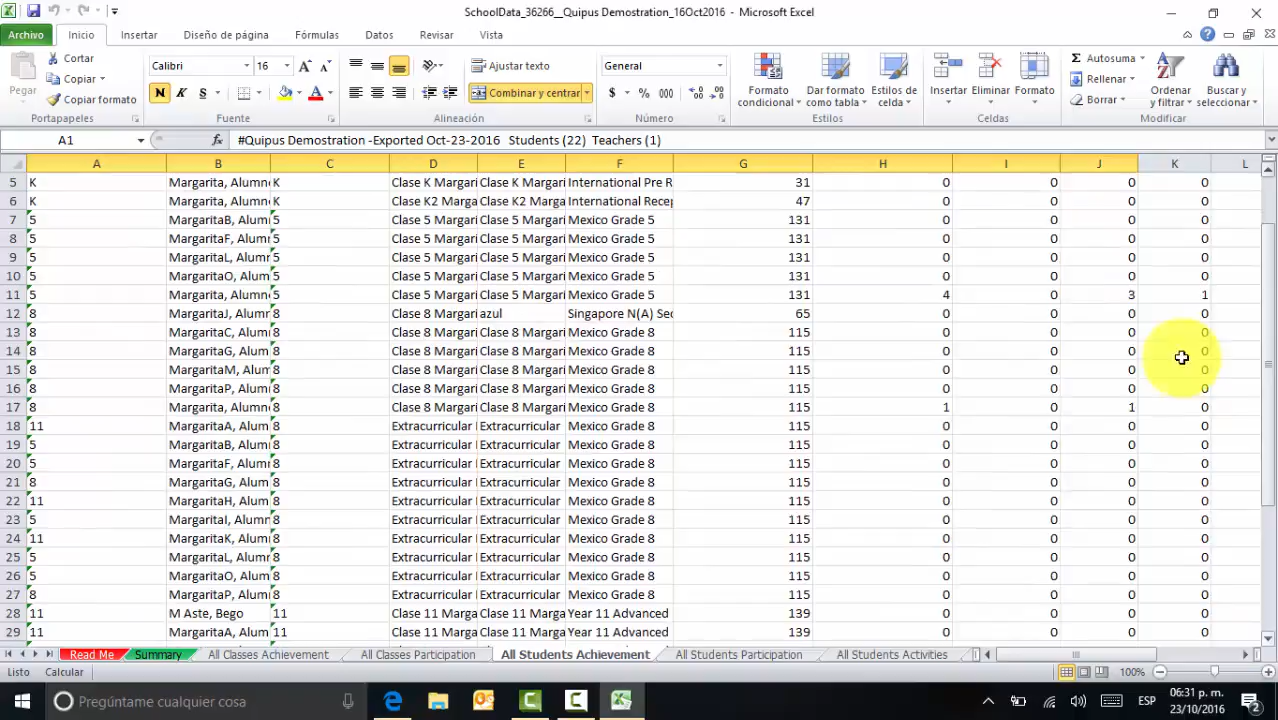 SchoolData_36266__Quipus Demostration_16Oct2016 - Microsoft Excel
Archivo Inicio Insertar Diseño de página Fórmulas Datos Revisar Vista
Pegar
Cortar
Copiar
Copiar formato
Portapapeles
Calibri 16
N K S
Fuente
Ajustar texto
Combinar y centrar
Alineación
General
$ % 000
Número
Formato condicional
Dar formato como tabla
Estilos de celda
Estilos
Insertar Eliminar Formato
Celdas
Autosuma
Rellenar
Borrar
Ordenar y filtrar
Buscar y seleccionar
Modificar
A1 fx #Quipus Demostration -Exported Oct-23-2016 Students (22) Teachers (1)
A B C D E F G H I J K L
5 K Margarita, Alumn K Clase K Margari Clase K Margari International Pre R 31 0 0 0 0
6 K Margarita, Alumn K Clase K2 Marga Clase K2 Marga International Recep 47 0 0 0 0
7 5 MargaritaB, Alum 5 Clase 5 Margari Clase 5 Margari Mexico Grade 5 131 0 0 0 0
8 5 MargaritaF, Alum 5 Clase 5 Margari Clase 5 Margari Mexico Grade 5 131 0 0 0 0
9 5 MargaritaL, Alum 5 Clase 5 Margari Clase 5 Margari Mexico Grade 5 131 0 0 0 0
10 5 MargaritaO, Alum 5 Clase 5 Margari Clase 5 Margari Mexico Grade 5 131 0 0 0 0
11 5 Margarita, Alumn 5 Clase 5 Margari Clase 5 Margari Mexico Grade 5 131 4 0 3 1
12 8 MargaritaJ, Alum 8 Clase 8 Margari azul Singapore N(A) Sec 65 0 0 0 0
13 8 MargaritaC, Alum 8 Clase 8 Margari Clase 8 Margari Mexico Grade 8 115 0 0 0 0
14 8 MargaritaG, Alum 8 Clase 8 Margari Clase 8 Margari Mexico Grade 8 115 0 0 0 0
15 8 MargaritaM, Alum 8 Clase 8 Margari Clase 8 Margari Mexico Grade 8 115 0 0 0 0
16 8 MargaritaP, Alum 8 Clase 8 Margari Clase 8 Margari Mexico Grade 8 115 0 0 0 0
17 8 Margarita, Alumn 8 Clase 8 Margari Clase 8 Margari Mexico Grade 8 115 1 0 1 0
18 11 MargaritaA, Alum 8 Extracurricular Extracurricular Mexico Grade 8 115 0 0 0 0
19 5 MargaritaB, Alum 8 Extracurricular Extracurricular Mexico Grade 8 115 0 0 0 0
20 5 MargaritaF, Alum 8 Extracurricular Extracurricular Mexico Grade 8 115 0 0 0 0
21 8 MargaritaG, Alum 8 Extracurricular Extracurricular Mexico Grade 8 115 0 0 0 0
22 11 MargaritaH, Alum 8 Extracurricular Extracurricular Mexico Grade 8 115 0 0 0 0
23 5 MargaritaI, Alumn 8 Extracurricular Extracurricular Mexico Grade 8 115 0 0 0 0
24 11 MargaritaK, Alum 8 Extracurricular Extracurricular Mexico Grade 8 115 0 0 0 0
25 5 MargaritaL, Alum 8 Extracurricular Extracurricular Mexico Grade 8 115 0 0 0 0
26 5 MargaritaO, Alum 8 Extracurricular Extracurricular Mexico Grade 8 115 0 0 0 0
27 8 MargaritaP, Alum 8 Extracurricular Extracurricular Mexico Grade 8 115 0 0 0 0
28 11 M Aste, Bego 11 Clase 11 Marga Clase 11 Marga Year 11 Advanced 139 0 0 0 0
29 11 MargaritaA, Alum 11 Clase 11 Marga Clase 11 Marga Year 11 Advanced 139 0 0 0 0
Read Me Summary All Classes Achievement All Classes Participation All Students Achievement All Students Participation All Students Activities
Listo Calcular 100%
Pregúntame cualquier cosa
ESP
06:31 p. m.
23/10/2016
2